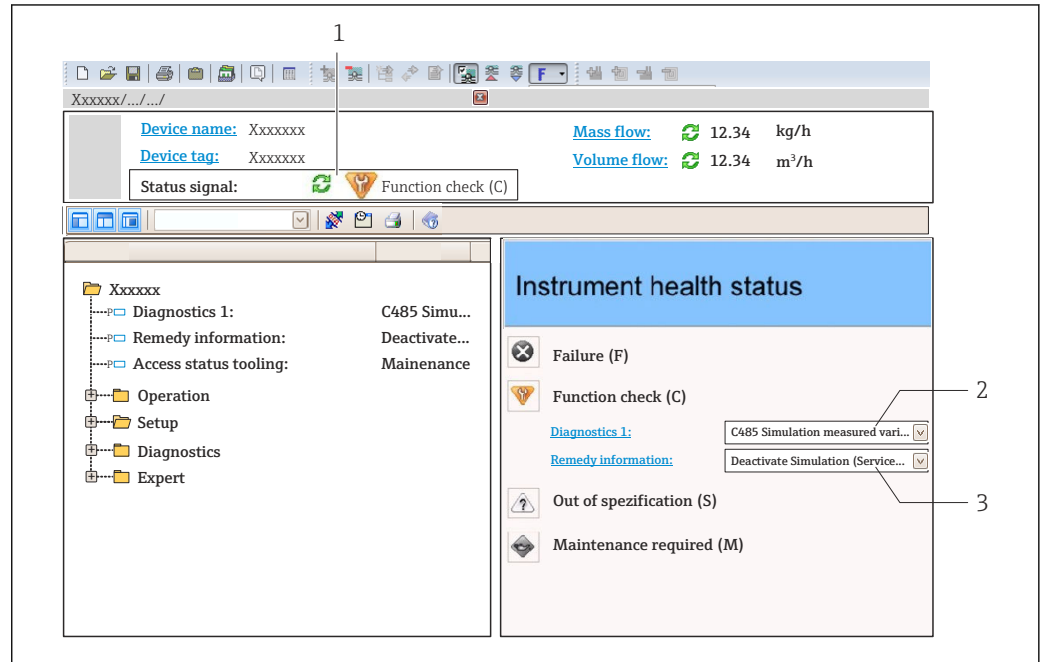 1
F
Xxxxxx/.../.../
Device name: Xxxxxxx
Mass flow: 12.34 kg/h
Device tag: Xxxxxxx
Volume flow: 12.34 m³/h
Status signal: Function check (C)
Xxxxxx
Diagnostics 1: C485 Simu...
Remedy information: Deactivate...
Access status tooling: Mainenance
Operation
Setup
Diagnostics
Expert
Instrument health status
Failure (F)
Function check (C)
Diagnostics 1: C485 Simulation measured vari...
2
Remedy information: Deactivate Simulation (Service...
3
Out of spezification (S)
Maintenance required (M)